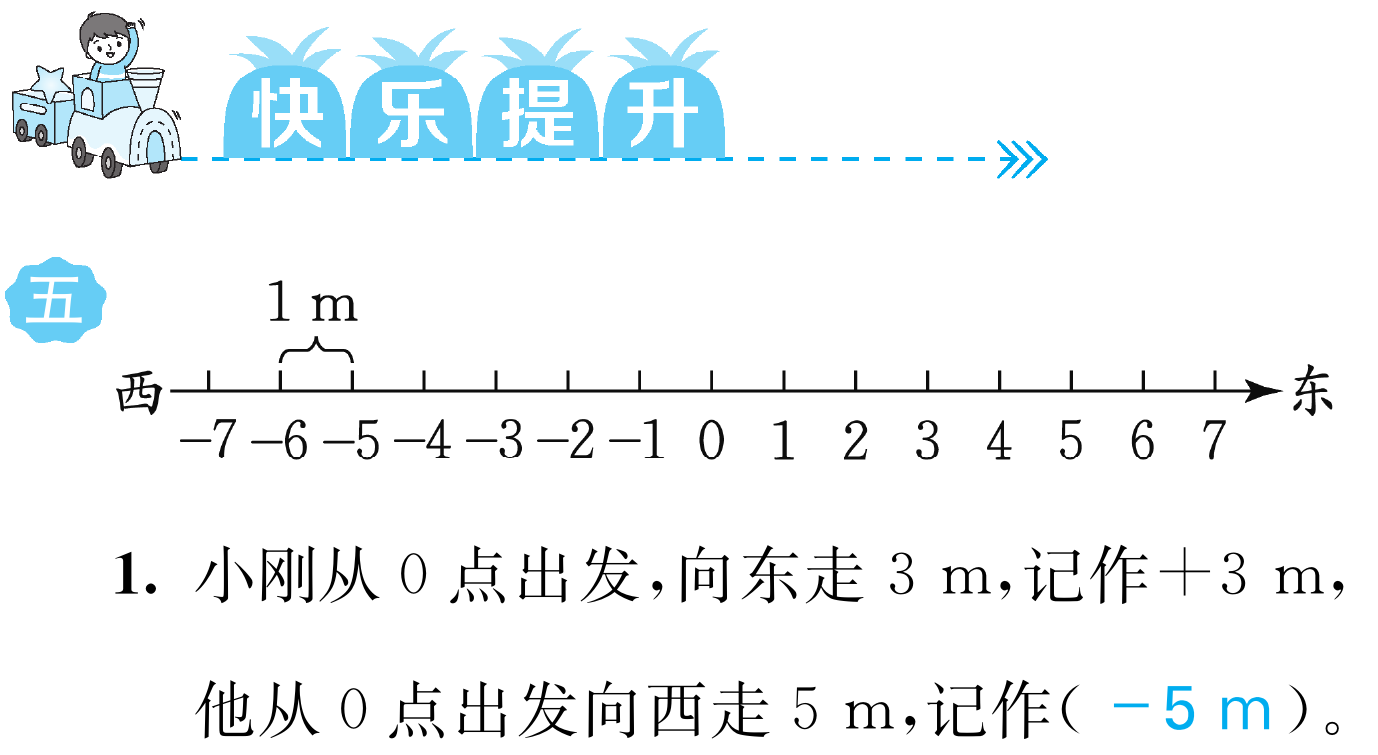 快乐提升
五
1 m
西 −7 −6 −5 −4 −3 −2 −1 0 1 2 3 4 5 6 7 东
1. 小刚从 0 点出发,向东走 3 m,记作+3 m,
他从 0 点出发向西走 5 m,记作( −5 m )。